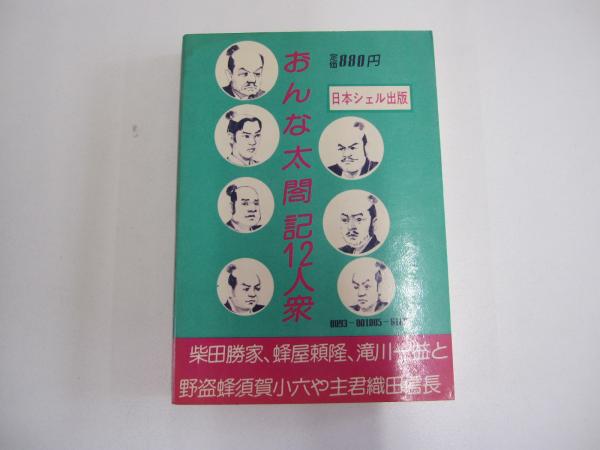 おんな太閤記12人衆
定価880円
日本シェル出版
0093-001005-
柴田勝家、蜂屋頼隆、滝川一益と
野盗蜂須賀小六や主君織田信長